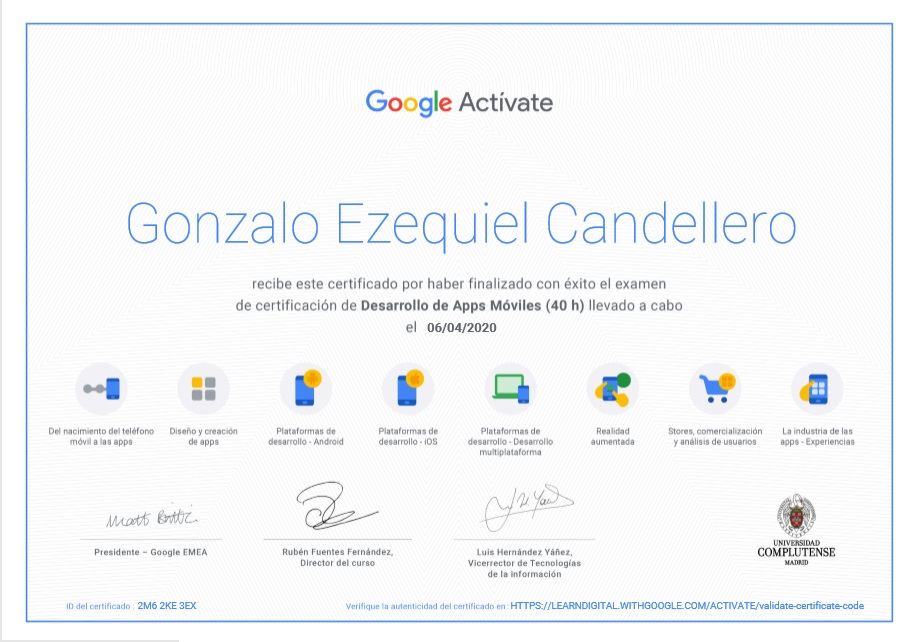 Google Actívate
Gonzalo Ezequiel Candellero
recibe este certificado por haber finalizado con éxito el examen
de certificación de Desarrollo de Apps Móviles (40 h) llevado a cabo
el 06/04/2020
Del nacimiento del teléfono
móvil a las apps
Diseño y creación
de apps
Plataformas de
desarrollo - Android
Plataformas de
desarrollo - iOS
Plataformas de
desarrollo - Desarrollo
multiplataforma
Realidad
aumentada
Stores, comercialización
y análisis de usuarios
La industria de las
apps - Experiencias
Matt Brittin
Presidente – Google EMEA
Rubén Fuentes Fernández,
Director del curso
Luis Hernández Yáñez,
Vicerrector de Tecnologías
de la información
UNIVERSIDAD
COMPLUTENSE
MADRID
ID del certificado : 2M6 2KE 3EX
Verifique la autenticidad del certificado en: HTTPS://LEARNDIGITAL.WITHGOOGLE.COM/ACTIVATE/validate-certificate-code